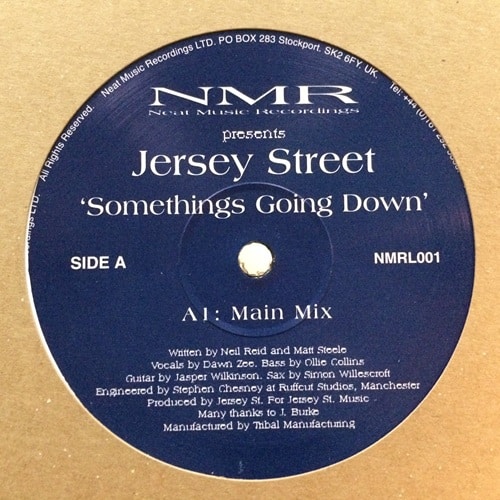 All Rights Reserved. Neat Music Recordings LTD. PO BOX 283 Stockport. SK2 6FY. UK.
NMR
Neat Music Recordings
presents
Jersey Street
'Somethings Going Down'
SIDE A
NMRL001
A1: Main Mix
Written by Neil Reid and Matt Steele
Vocals by Dawn Zee. Bass by Ollie Collins
Guitar by Jasper Wilkinson. Sax by Simon Willescroft
Engineered by Stephen Chesney at Ruffcut Studios, Manchester
Produced by Jersey St. For Jersey St. Music
Many thanks to J. Burke
Manufactured by Tribal Manufacturing